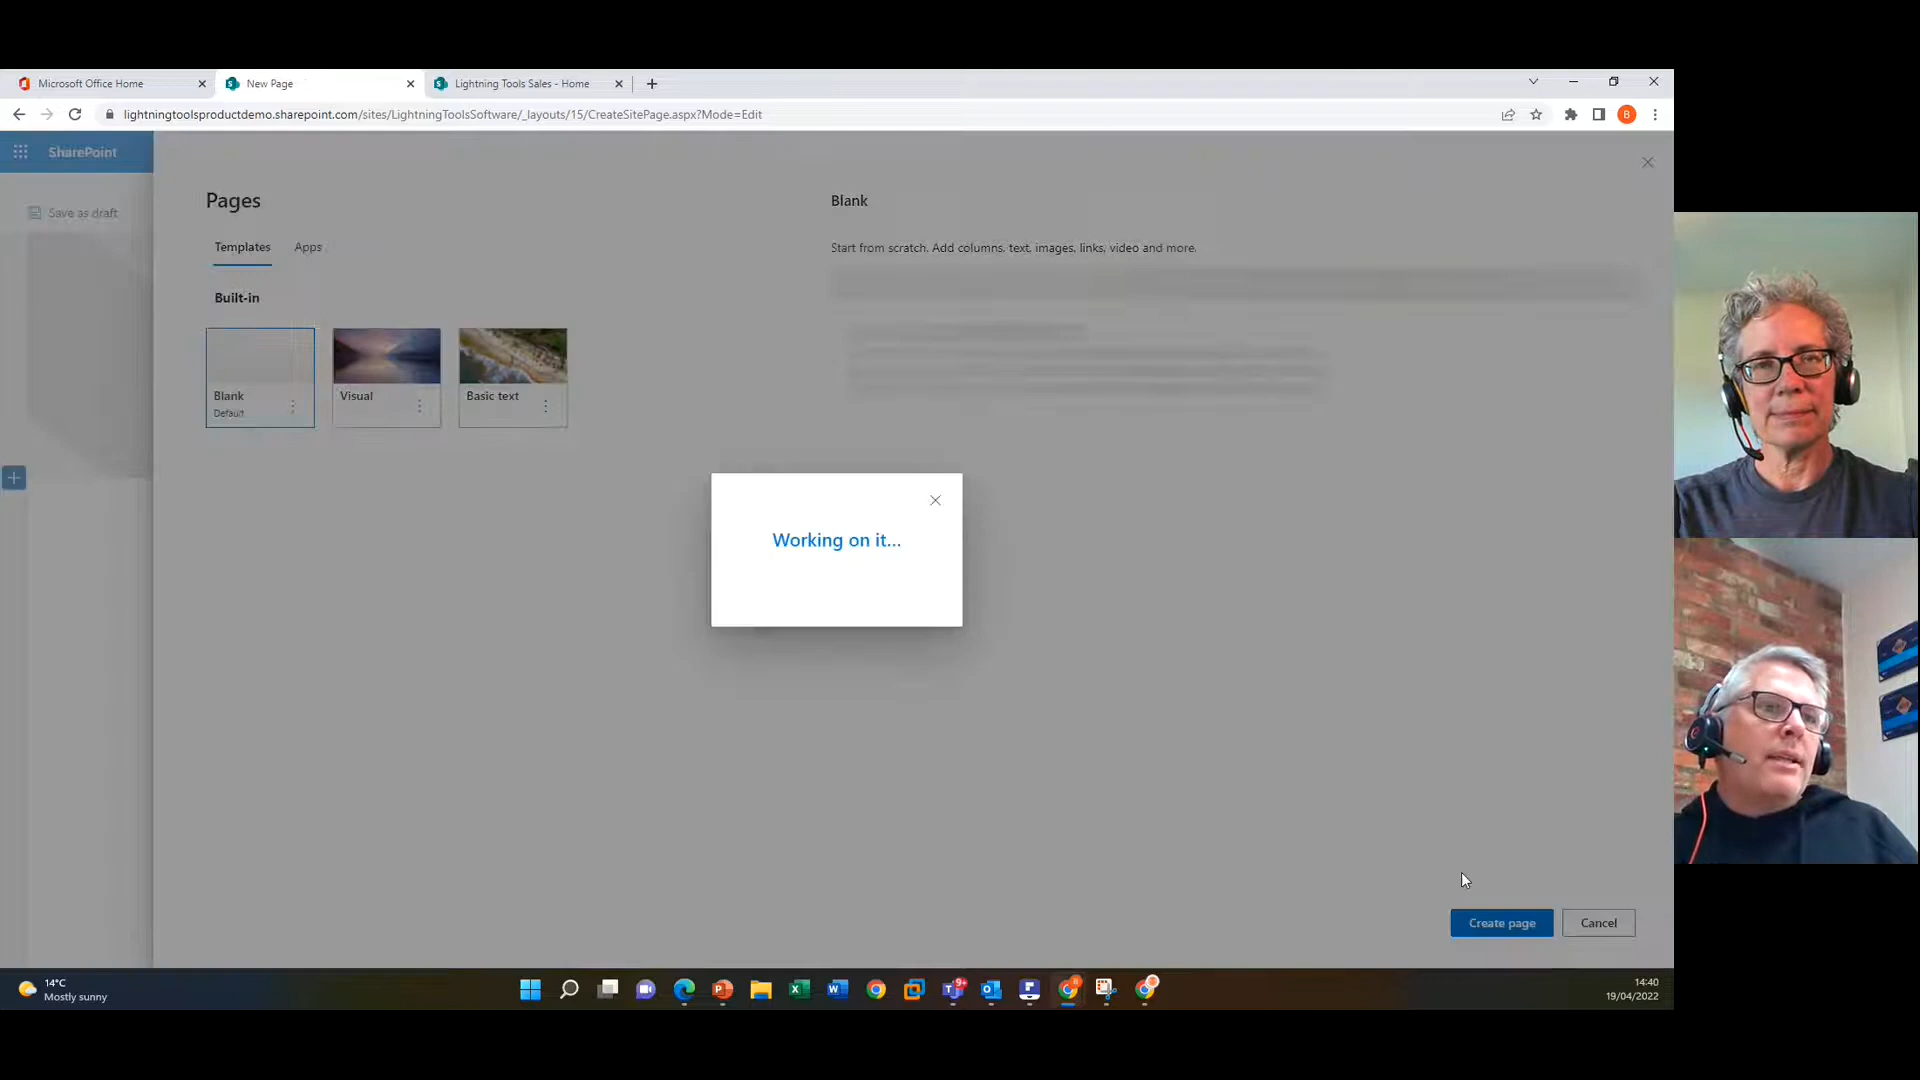 Microsoft Office Home
New Page
Lightning Tools Sales - Home
lightningtoolsproductdemo.sharepoint.com/sites/LightningToolsSoftware/_layouts/15/CreateSitePage.aspx?Mode=Edit
B
SharePoint
Save as draft
Pages
Blank
Templates
Apps
Start from scratch. Add columns, text, images, links, video and more.
Built-in
Blank
Default
Visual
Basic text
Working on it...
Create page
Cancel
14°C
Mostly sunny
9+
14:40
19/04/2022